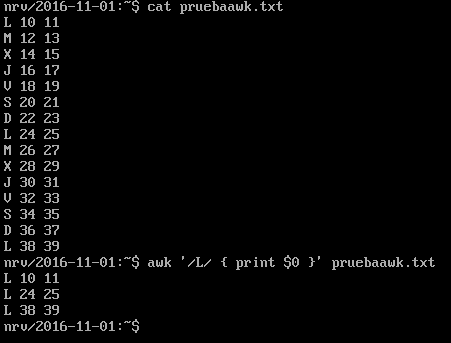 nrv/2016-11-01:~$ cat pruebaawk.txt
L 10 11
M 12 13
X 14 15
J 16 17
V 18 19
S 20 21
D 22 23
L 24 25
M 26 27
X 28 29
J 30 31
V 32 33
S 34 35
D 36 37
L 38 39
nrv/2016-11-01:~$ awk '/L/ { print $0 }' pruebaawk.txt
L 10 11
L 24 25
L 38 39
nrv/2016-11-01:~$